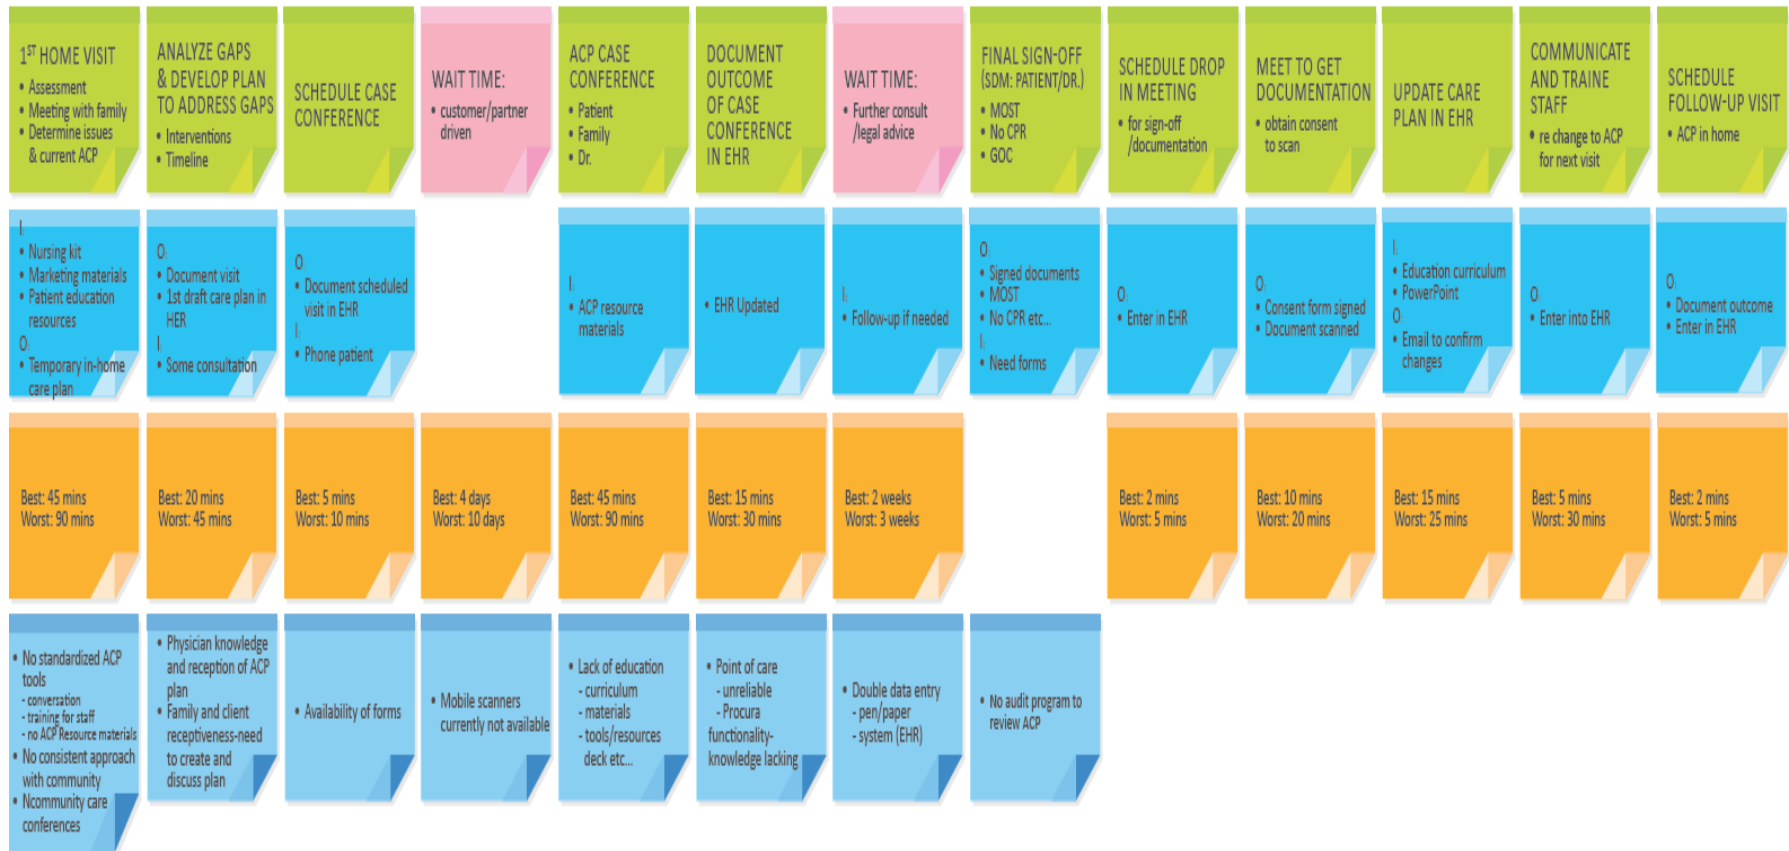 1ST HOME VISIT
• Assessment
• Meeting with family
• Determine issues
& current ACP
ANALYZE GAPS
& DEVELOP PLAN
TO ADDRESS GAPS
• Interventions
• Timeline
SCHEDULE CASE
CONFERENCE
WAIT TIME:
• customer/partner
driven
ACP CASE
CONFERENCE
• Patient
• Family
• Dr.
DOCUMENT
OUTCOME
OF CASE
CONFERENCE
IN EHR
WAIT TIME:
• Further consult
/legal advice
FINAL SIGN-OFF
(SDM: PATIENT/DR.)
• MOST
• No CPR
• GOC
SCHEDULE DROP
IN MEETING
• for sign-off
/documentation
MEET TO GET
DOCUMENTATION
• obtain consent
to scan
UPDATE CARE
PLAN IN EHR
COMMUNICATE
AND TRAINE
STAFF
• re change to ACP
for next visit
SCHEDULE
FOLLOW-UP VISIT
• ACP in home
I:
• Nursing kit
• Marketing materials
• Patient education
resources
O:
• Temporary in-home
care plan
O:
• Document visit
• 1st draft care plan in
HER
I:
• Some consultation
O:
• Document scheduled
visit in EHR
I:
• Phone patient
I:
• ACP resource
materials
• EHR Updated
I:
• Follow-up if needed
O:
• Signed documents
• MOST
• No CPR etc...
I:
• Need forms
O:
• Enter in EHR
O:
• Consent form signed
• Document scanned
I:
• Education curriculum
• PowerPoint
O:
• Email to confirm
changes
O:
• Enter into EHR
O:
• Document outcome
• Enter in EHR
Best: 45 mins
Worst: 90 mins
Best: 20 mins
Worst: 45 mins
Best: 5 mins
Worst: 10 mins
Best: 4 days
Worst: 10 days
Best: 45 mins
Worst: 90 mins
Best: 15 mins
Worst: 30 mins
Best: 2 weeks
Worst: 3 weeks
Best: 2 mins
Worst: 5 mins
Best: 10 mins
Worst: 20 mins
Best: 15 mins
Worst: 25 mins
Best: 5 mins
Worst: 30 mins
Best: 2 mins
Worst: 5 mins
• No standardized ACP
tools
- conversation
- training for staff
- no ACP Resource materials
• No consistent approach
with community
• Ncommunity care
conferences
• Physician knowledge
and reception of ACP
plan
• Family and client
receptiveness-need
to create and
discuss plan
• Availability of forms
• Mobile scanners
currently not available
• Lack of education
- curriculum
- materials
- tools/resources
deck etc...
• Point of care
- unreliable
- Procura
functionality-
knowledge lacking
• Double data entry
- pen/paper
- system (EHR)
• No audit program to
review ACP